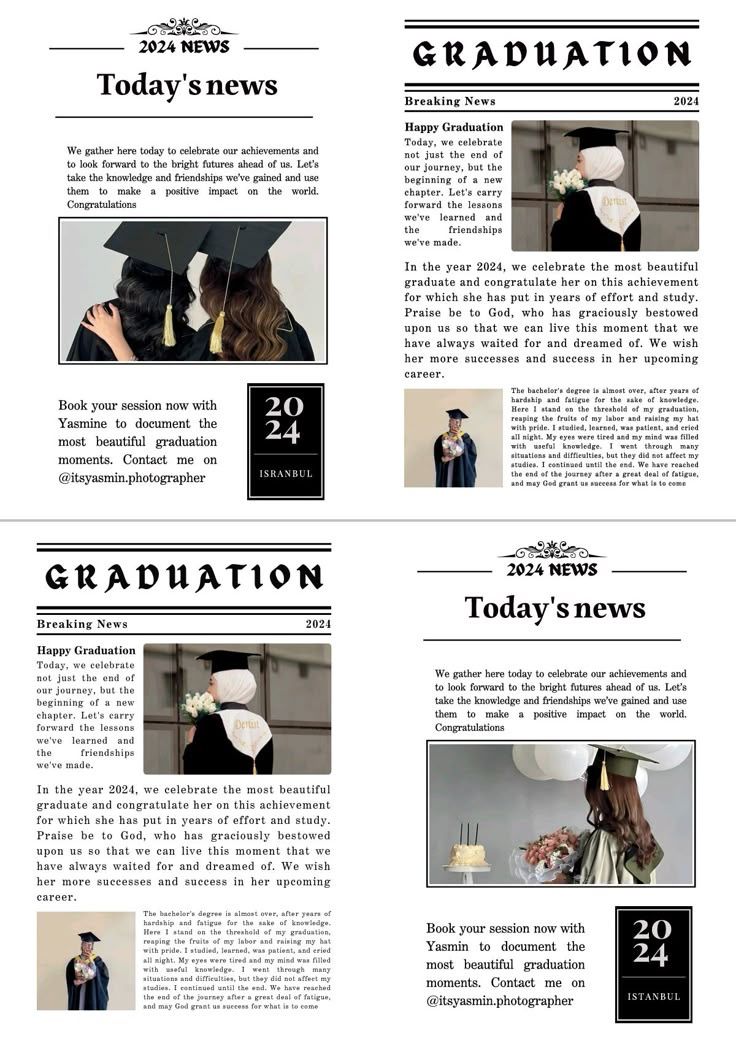 2024 NEWS
Today's news
We gather here today to celebrate our achievements and
to look forward to the bright futures ahead of us. Let's
take the knowledge and friendships we've gained and use
them to make a positive impact on the world.
Congratulations
Book your session now with
Yasmine to document the
most beautiful graduation
moments. Contact me on
@itsyasmin.photographer
20
24
ISRANBUL
GRADUATION
Breaking News 2024
Happy Graduation
Today, we celebrate
not just the end of
our journey, but the
beginning of a new
chapter. Let's carry
forward the lessons
we've learned and
the friendships
we've made.
Dentist
In the year 2024, we celebrate the most beautiful
graduate and congratulate her on this achievement
for which she has put in years of effort and study.
Praise be to God, who has graciously bestowed
upon us so that we can live this moment that we
have always waited for and dreamed of. We wish
her more successes and success in her upcoming
career.
The bachelor's degree is almost over, after years of
hardship and fatigue for the sake of knowledge.
Here I stand on the threshold of my graduation,
reaping the fruits of my labor and raising my hat
with pride. I studied, learned, was patient, and cried
all night. My eyes were tired and my mind was filled
with useful knowledge. I went through many
situations and difficulties, but they did not affect my
studies. I continued until the end. We have reached
the end of the journey after a great deal of fatigue,
and may God grant us success for what is to come
GRADUATION
Breaking News 2024
Happy Graduation
Today, we celebrate
not just the end of
our journey, but the
beginning of a new
chapter. Let's carry
forward the lessons
we've learned and
the friendships
we've made.
Dentist
In the year 2024, we celebrate the most beautiful
graduate and congratulate her on this achievement
for which she has put in years of effort and study.
Praise be to God, who has graciously bestowed
upon us so that we can live this moment that we
have always waited for and dreamed of. We wish
her more successes and success in her upcoming
career.
The bachelor's degree is almost over, after years of
hardship and fatigue for the sake of knowledge.
Here I stand on the threshold of my graduation,
reaping the fruits of my labor and raising my hat
with pride. I studied, learned, was patient, and cried
all night. My eyes were tired and my mind was filled
with useful knowledge. I went through many
situations and difficulties, but they did not affect my
studies. I continued until the end. We have reached
the end of the journey after a great deal of fatigue,
and may God grant us success for what is to come
2024 NEWS
Today's news
We gather here today to celebrate our achievements and
to look forward to the bright futures ahead of us. Let's
take the knowledge and friendships we've gained and use
them to make a positive impact on the world.
Congratulations
Book your session now with
Yasmin to document the
most beautiful graduation
moments. Contact me on
@itsyasmin.photographer
20
24
ISTANBUL